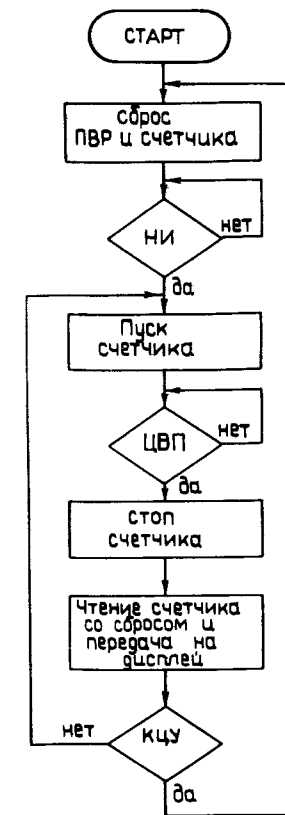 СТАРТ
Сброс
ПВР и счетчика
НИ
нет
да
Пуск
счетчика
ЦВП
нет
да
стоп
счетчика
Чтение счетчика
со сбросом и
передача на
дисплей
нет
КЦУ
да